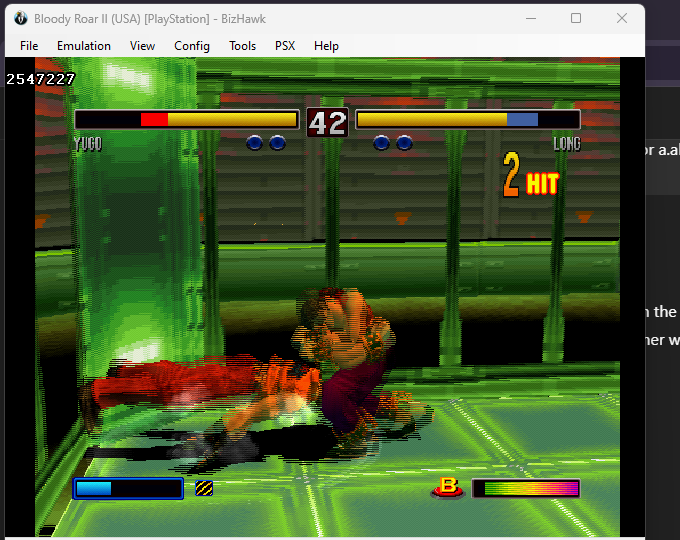 Bloody Roar II (USA) [PlayStation] - BizHawk
File Emulation View Config Tools PSX Help
2547227
42
YUGO
LONG
or a.al
2 HIT
n the
ner w
B